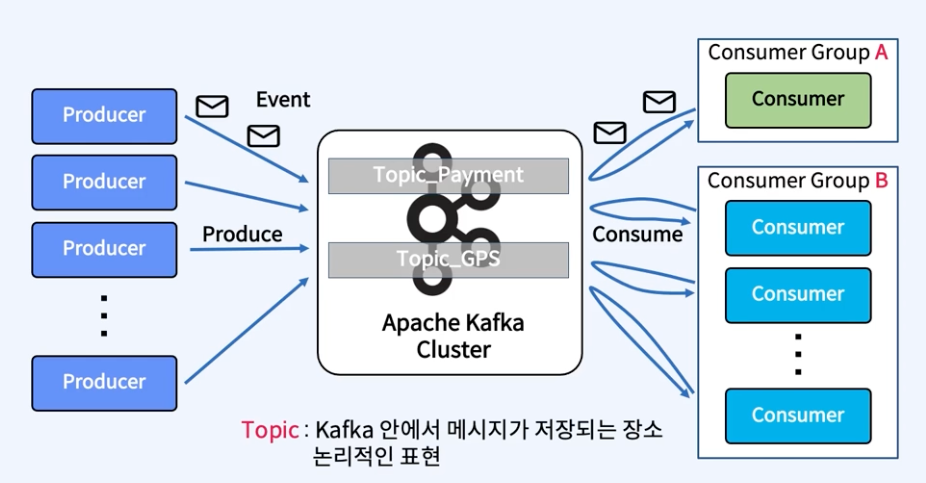 Consumer Group A
Consumer
Event
Producer
Producer
Producer
Producer
Produce
Topic_Payment
Topic_GPS
Apache Kafka
Cluster
Consume
Consumer Group B
Consumer
Consumer
Consumer
Topic : Kafka 안에서 메시지가 저장되는 장소
논리적인 표현